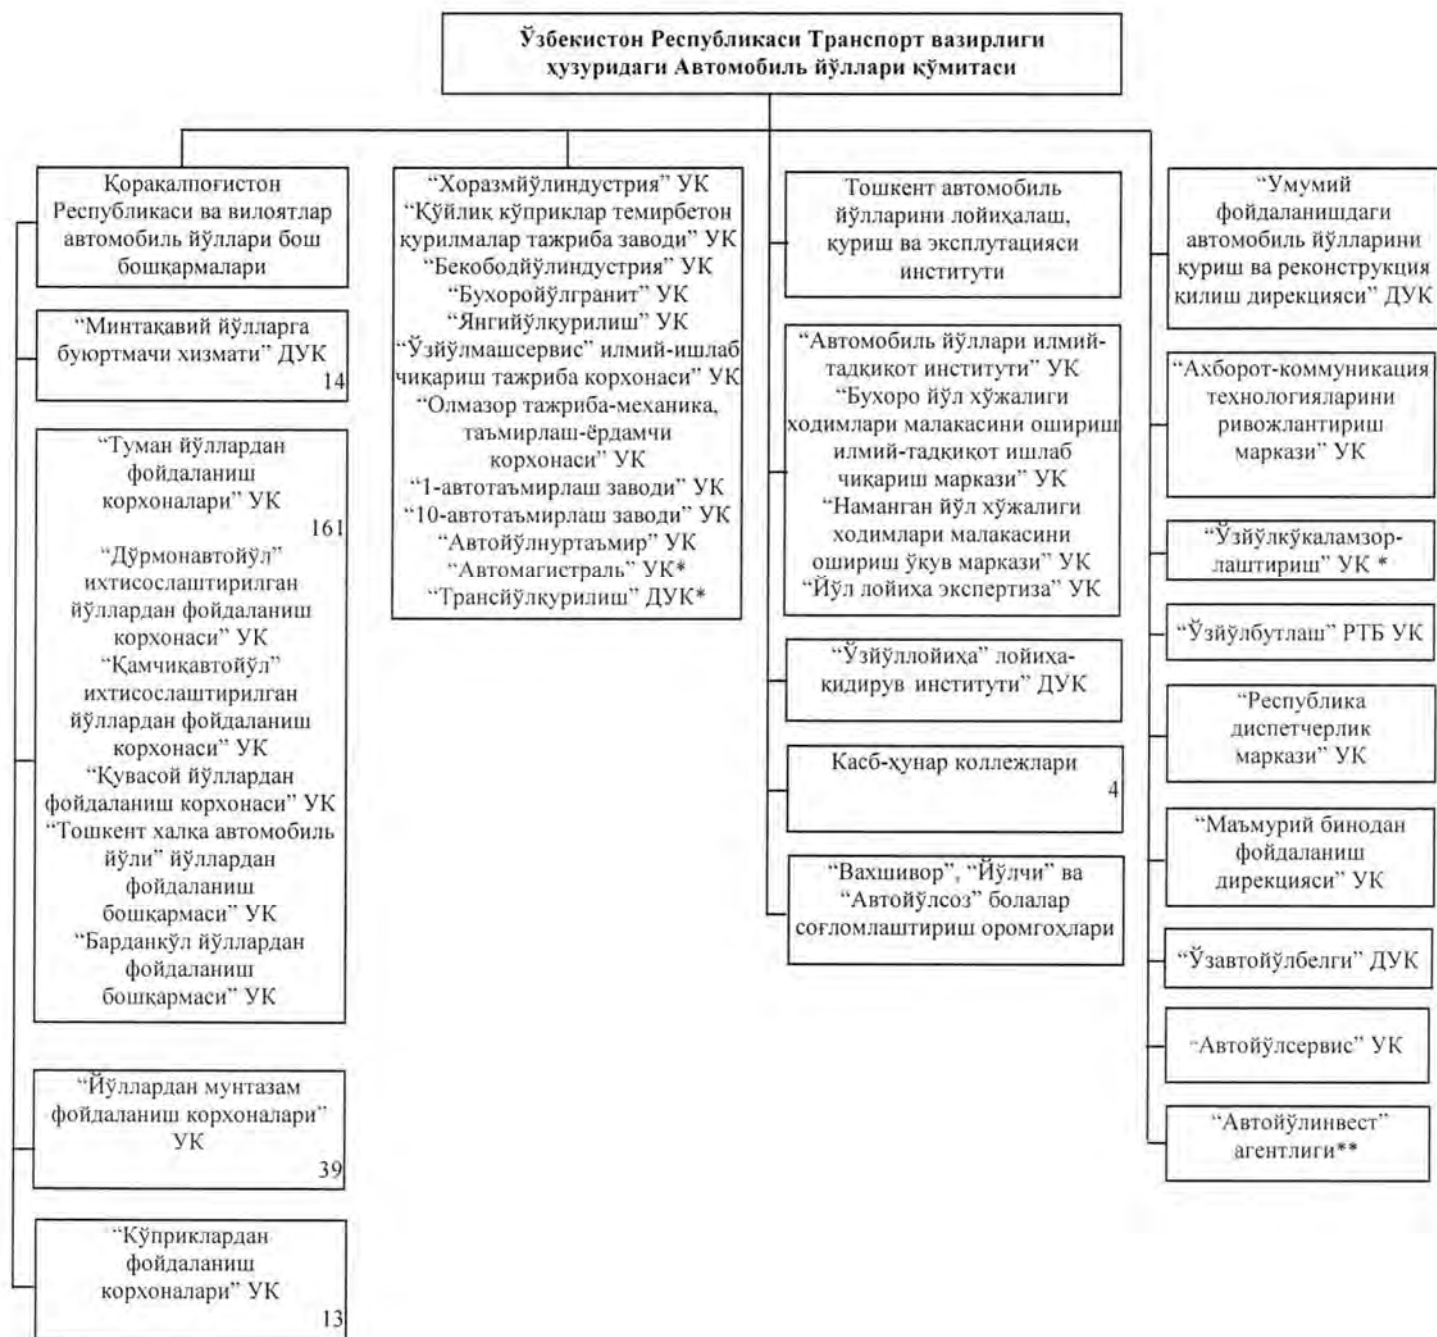 Ўзбекистон Республикаси Транспорт вазирлиги
ҳузуридаги Автомобиль йўллари қўмитаси
Қорақалпоғистон
Республикаси ва вилоятлар
автомобиль йўллари бош
бошқармалари
“Минтақавий йўлларга
буюртмачи хизмати” ДУК
14
“Туман йўллардан
фойдаланиш
корхоналари” УК
161
“Дўрмонавтойўл”
ихтисослаштирилган
йўллардан фойдаланиш
корхонаси” УК
“Қамчиқавтойўл”
ихтисослаштирилган
йўллардан фойдаланиш
корхонаси” УК
“Қувасой йўллардан
фойдаланиш корхонаси” УК
“Тошкент халқа автомобиль
йўли” йўллардан
фойдаланиш
бошқармаси” УК
“Барданкўл йўллардан
фойдаланиш
бошқармаси” УК
“Йўллардан мунтазам
фойдаланиш корхоналари”
УК
39
“Кўприклардан
фойдаланиш
корхоналари” УК
13
“Хоразмйўлиндустрия” УК
“Қўйлиқ кўприклар темирбетон
қурилмалар тажриба заводи” УК
“Бекободйўлиндустрия” УК
“Бухоройўлгранит” УК
“Янгийўлқурилиш” УК
“Ўзйўлмашсервис” илмий-ишлаб
чиқариш тажриба корхонаси” УК
“Олмазор тажриба-механика,
таъмирлаш-ёрдамчи
корхонаси” УК
“1-автотаъмирлаш заводи” УК
“10-автотаъмирлаш заводи” УК
“Автойўлнуртаъмир” УК
“Автомагистраль” УК*
“Трансйўлқурилиш” ДУК*
Тошкент автомобиль
йўлларини лойиҳалаш,
қуриш ва эксплутацияси
институти
“Автомобиль йўллари илмий-
тадқиқот институти” УК
“Бухоро йўл хўжалиги
ходимлари малакасини ошириш
илмий-тадқиқот ишлаб
чиқариш маркази” УК
“Наманган йўл хўжалиги
ходимлари малакасини
ошириш ўқув маркази” УК
“Йўл лойиха экспертиза” УК
“Ўзйўллойиҳа” лойиҳа-
қидирув институти” ДУК
Касб-ҳунар коллежлари
4
“Вахшивор”, “Йўлчи” ва
“Автойўлсоз” болалар
соғломлаштириш оромгоҳлари
“Умумий
фойдаланишдаги
автомобиль йўлларини
қуриш ва реконструкция
қилиш дирекцияси” ДУК
“Ахборот-коммуникация
технологияларини
ривожлантириш
маркази” УК
“Ўзйўлкўкаламзор-
лаштириш” УК *
“Ўзйўлбутлаш” РТБ УК
“Республика
диспетчерлик
маркази” УК
“Маъмурий бинодан
фойдаланиш
дирекцияси” УК
“Ўзавтойўлбелги” ДУК
“Автойўлсервис” УК
“Автойўлинвест”
агентлиги**